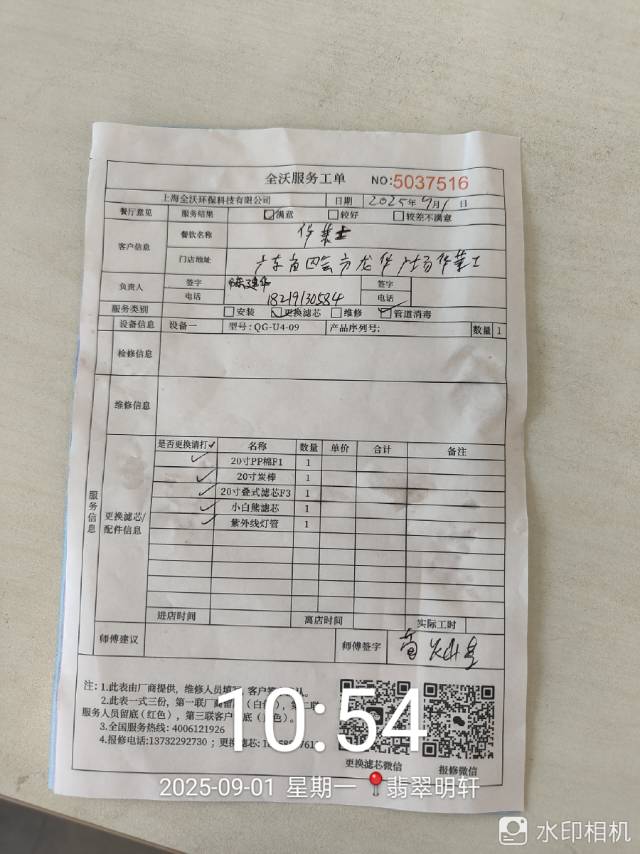 全沃服务工单 NO:5037516
上海全沃环保科技有限公司 日期 2025年9月1日
餐厅意见 服务结果 ☑满意 □较好 □较差不满意
客户信息 餐饮名称 华莱士
门店地址 广东省四会市龙华广场华莱士
负责人 签字 签字
电话 18219130584 电话
服务类别 □安装 ☑更换滤芯 □维修 ☑管道消毒
设备信息 设备一 型号:QG-U4-09 产品序列号: 数量 1
检修信息
维修信息
服务信息
更换滤芯/配件信息
是否更换请打✓ 名称 数量 单价 合计 备注
✓ 20寸PP棉F1 1
✓ 20寸炭棒 1
✓ 20寸叠式滤芯F3 1
✓ 小白熊滤芯 1
✓ 紫外线灯管 1
进店时间 离店时间 实际工时
师傅建议 师傅签字
注:1.此表由厂商提供，维修人员填
2.此表一式三份，第一联厂商留
服务人员留底(红色)，第三联客户
3.全国服务热线:4006121926
4.报修电话:13732292730 ; 更换滤芯:
更换滤芯微信 报修微信
10:54
2025-09-01 星期一 翡翠明轩
水印相机